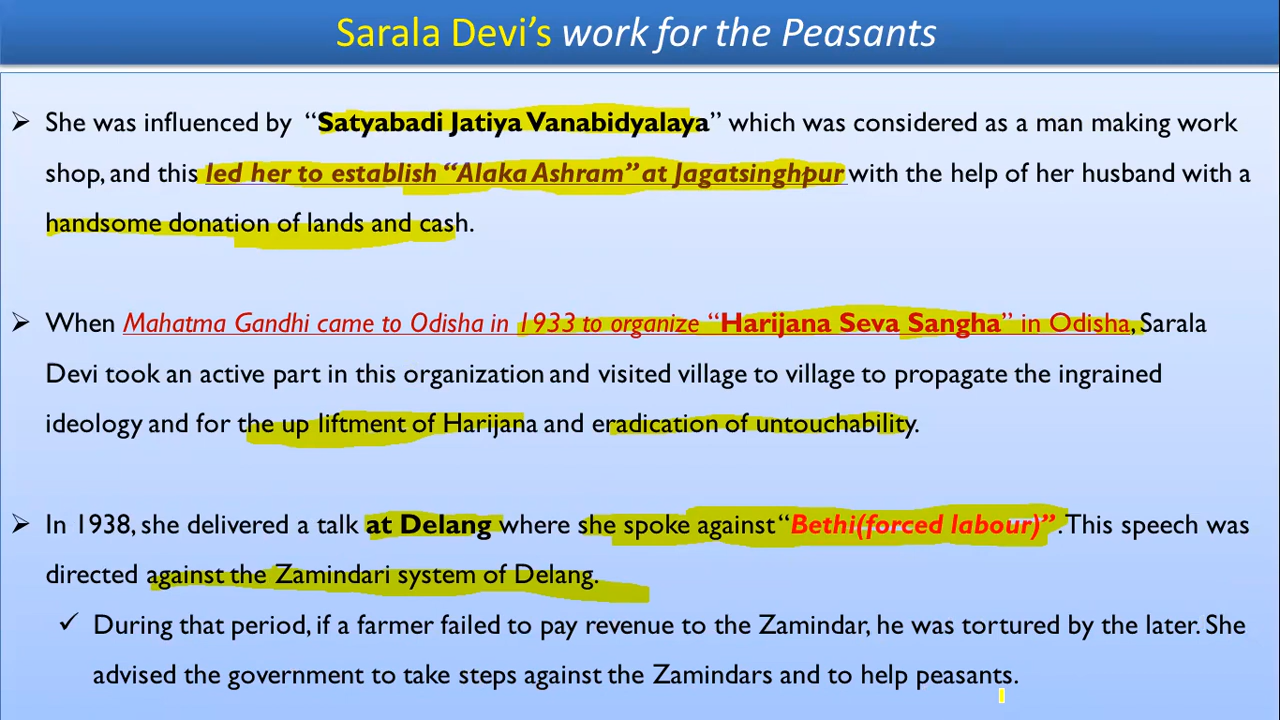 Sarala Devi's work for the Peasants
➢ She was influenced by "Satyabadi Jatiya Vanabidyalaya" which was considered as a man making work
shop, and this led her to establish "Alaka Ashram" at Jagatsinghpur with the help of her husband with a
handsome donation of lands and cash.
➢ When Mahatma Gandhi came to Odisha in 1933 to organize "Harijana Seva Sangha" in Odisha, Sarala
Devi took an active part in this organization and visited village to village to propagate the ingrained
ideology and for the up liftment of Harijana and eradication of untouchability.
➢ In 1938, she delivered a talk at Delang where she spoke against "Bethi(forced labour)". This speech was
directed against the Zamindari system of Delang.
✓ During that period, if a farmer failed to pay revenue to the Zamindar, he was tortured by the later. She
advised the government to take steps against the Zamindars and to help peasants.